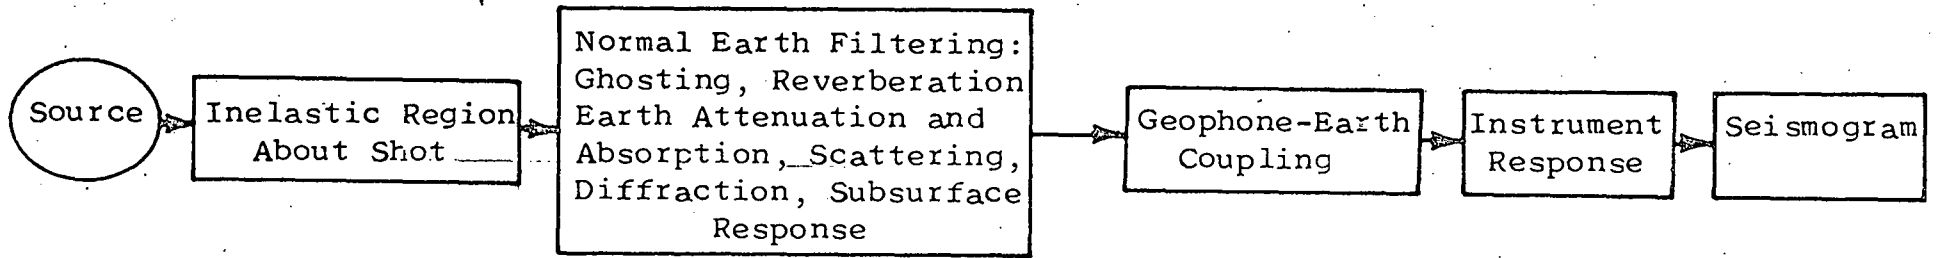 Source
Inelastic Region
About Shot
Normal Earth Filtering:
Ghosting, Reverberation
Earth Attenuation and
Absorption, Scattering,
Diffraction, Subsurface
Response
Geophone-Earth
Coupling
Instrument
Response
Seismogram